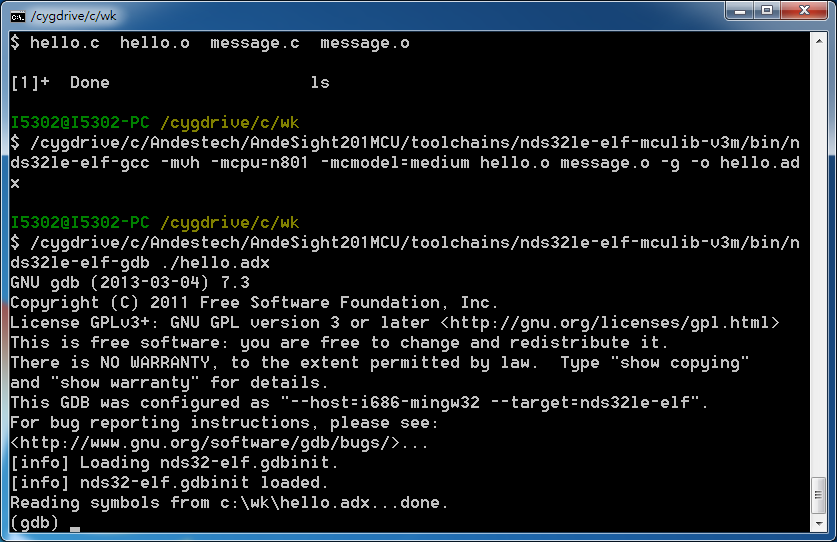 /cygdrive/c/wk
$ hello.c  hello.o  message.c  message.o
[1]+  Done                    ls
I5302@I5302-PC /cygdrive/c/wk
$ /cygdrive/c/Andestech/AndeSight201MCU/toolchains/nds32le-elf-mculib-v3m/bin/n
ds32le-elf-gcc -mvh -mcpu=n801 -mcmodel=medium hello.o message.o -g -o hello.ad
x
I5302@I5302-PC /cygdrive/c/wk
$ /cygdrive/c/Andestech/AndeSight201MCU/toolchains/nds32le-elf-mculib-v3m/bin/n
ds32le-elf-gdb ./hello.adx
GNU gdb (2013-03-04) 7.3
Copyright (C) 2011 Free Software Foundation, Inc.
License GPLv3+: GNU GPL version 3 or later <http://gnu.org/licenses/gpl.html>
This is free software: you are free to change and redistribute it.
There is NO WARRANTY, to the extent permitted by law.  Type "show copying"
and "show warranty" for details.
This GDB was configured as "--host=i686-mingw32 --target=nds32le-elf".
For bug reporting instructions, please see:
<http://www.gnu.org/software/gdb/bugs/>...
[info] Loading nds32-elf.gdbinit.
[info] nds32-elf.gdbinit loaded.
Reading symbols from c:\wk\hello.adx...done.
(gdb)